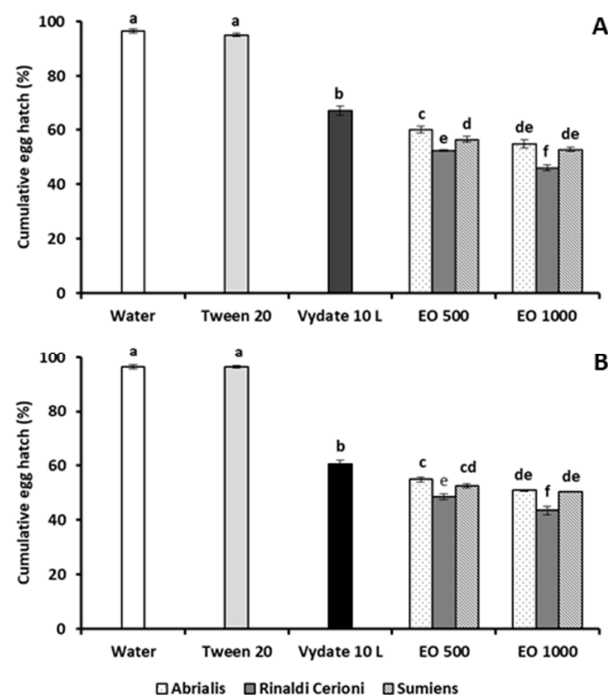 A
Cumulative egg hatch (%)
100
80
60
40
20
0
a a b c e d de f de
Water Tween 20 Vydate 10 L EO 500 EO 1000
B
Cumulative egg hatch (%)
100
80
60
40
20
0
a a b c e cd de f de
Water Tween 20 Vydate 10 L EO 500 EO 1000
Abrialis Rinaldi Cerioni Sumiens